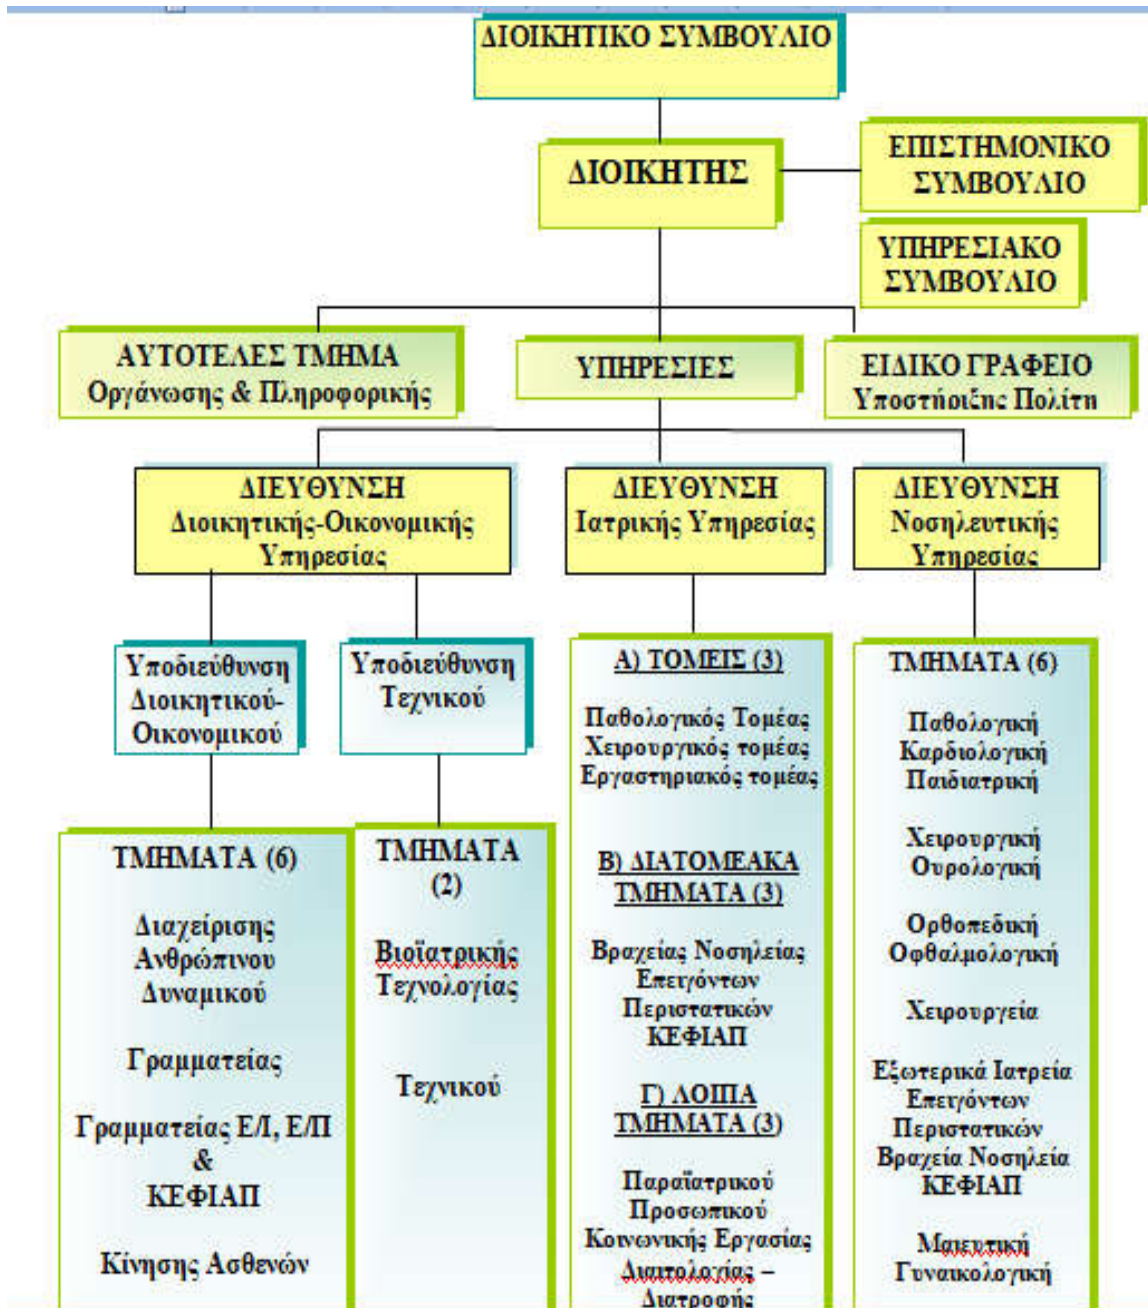 ΔΙΟΙΚΗΤΙΚΟ ΣΥΜΒΟΥΛΙΟ
ΔΙΟΙΚΗΤΗΣ
ΕΠΙΣΤΗΜΟΝΙΚΟ
ΣΥΜΒΟΥΛΙΟ
ΥΠΗΡΕΣΙΑΚΟ
ΣΥΜΒΟΥΛΙΟ
ΑΥΤΟΤΕΛΕΣ ΤΜΗΜΑ
Οργάνωσης & Πληροφορικής
ΥΠΗΡΕΣΙΕΣ
ΕΙΔΙΚΟ ΓΡΑΦΕΙΟ
Υποστήριξης Πολίτη
ΔΙΕΥΘΥΝΣΗ
Διοικητικής-Οικονομικής
Υπηρεσίας
ΔΙΕΥΘΥΝΣΗ
Ιατρικής Υπηρεσίας
ΔΙΕΥΘΥΝΣΗ
Νοσηλευτικής
Υπηρεσίας
Υποδιεύθυνση
Διοικητικού-
Οικονομικού
Υποδιεύθυνση
Τεχνικού
ΤΜΗΜΑΤΑ (6)
Διαχείρισης
Ανθρώπινου
Δυναμικού
Γραμματείας
Γραμματείας Ε/Ι, Ε/Π
&
ΚΕΦΙΑΠ
Κίνησης Ασθενών
ΤΜΗΜΑΤΑ
(2)
Βιοϊατρικής
Τεχνολογίας
Τεχνικού
Α) ΤΟΜΕΙΣ (3)
Παθολογικός Τομέας
Χειρουργικός τομέας
Εργαστηριακός τομέας
Β) ΔΙΑΤΟΜΕΑΚΑ
ΤΜΗΜΑΤΑ (3)
Βραχείας Νοσηλείας
Επειγόντων
Περιστατικών
ΚΕΦΙΑΠ
Γ) ΛΟΙΠΑ
ΤΜΗΜΑΤΑ (3)
Παραϊατρικού
Προσωπικού
Κοινωνικής Εργασίας
Διαιτολογίας –
Διατροφής
ΤΜΗΜΑΤΑ (6)
Παθολογική
Καρδιολογική
Παιδιατρική
Χειρουργική
Ουρολογική
Ορθοπεδική
Οφθαλμολογική
Χειρουργεία
Εξωτερικά Ιατρεία
Επειγόντων
Περιστατικών
Βραχεία Νοσηλεία
ΚΕΦΙΑΠ
Μαιευτική
Γυναικολογική